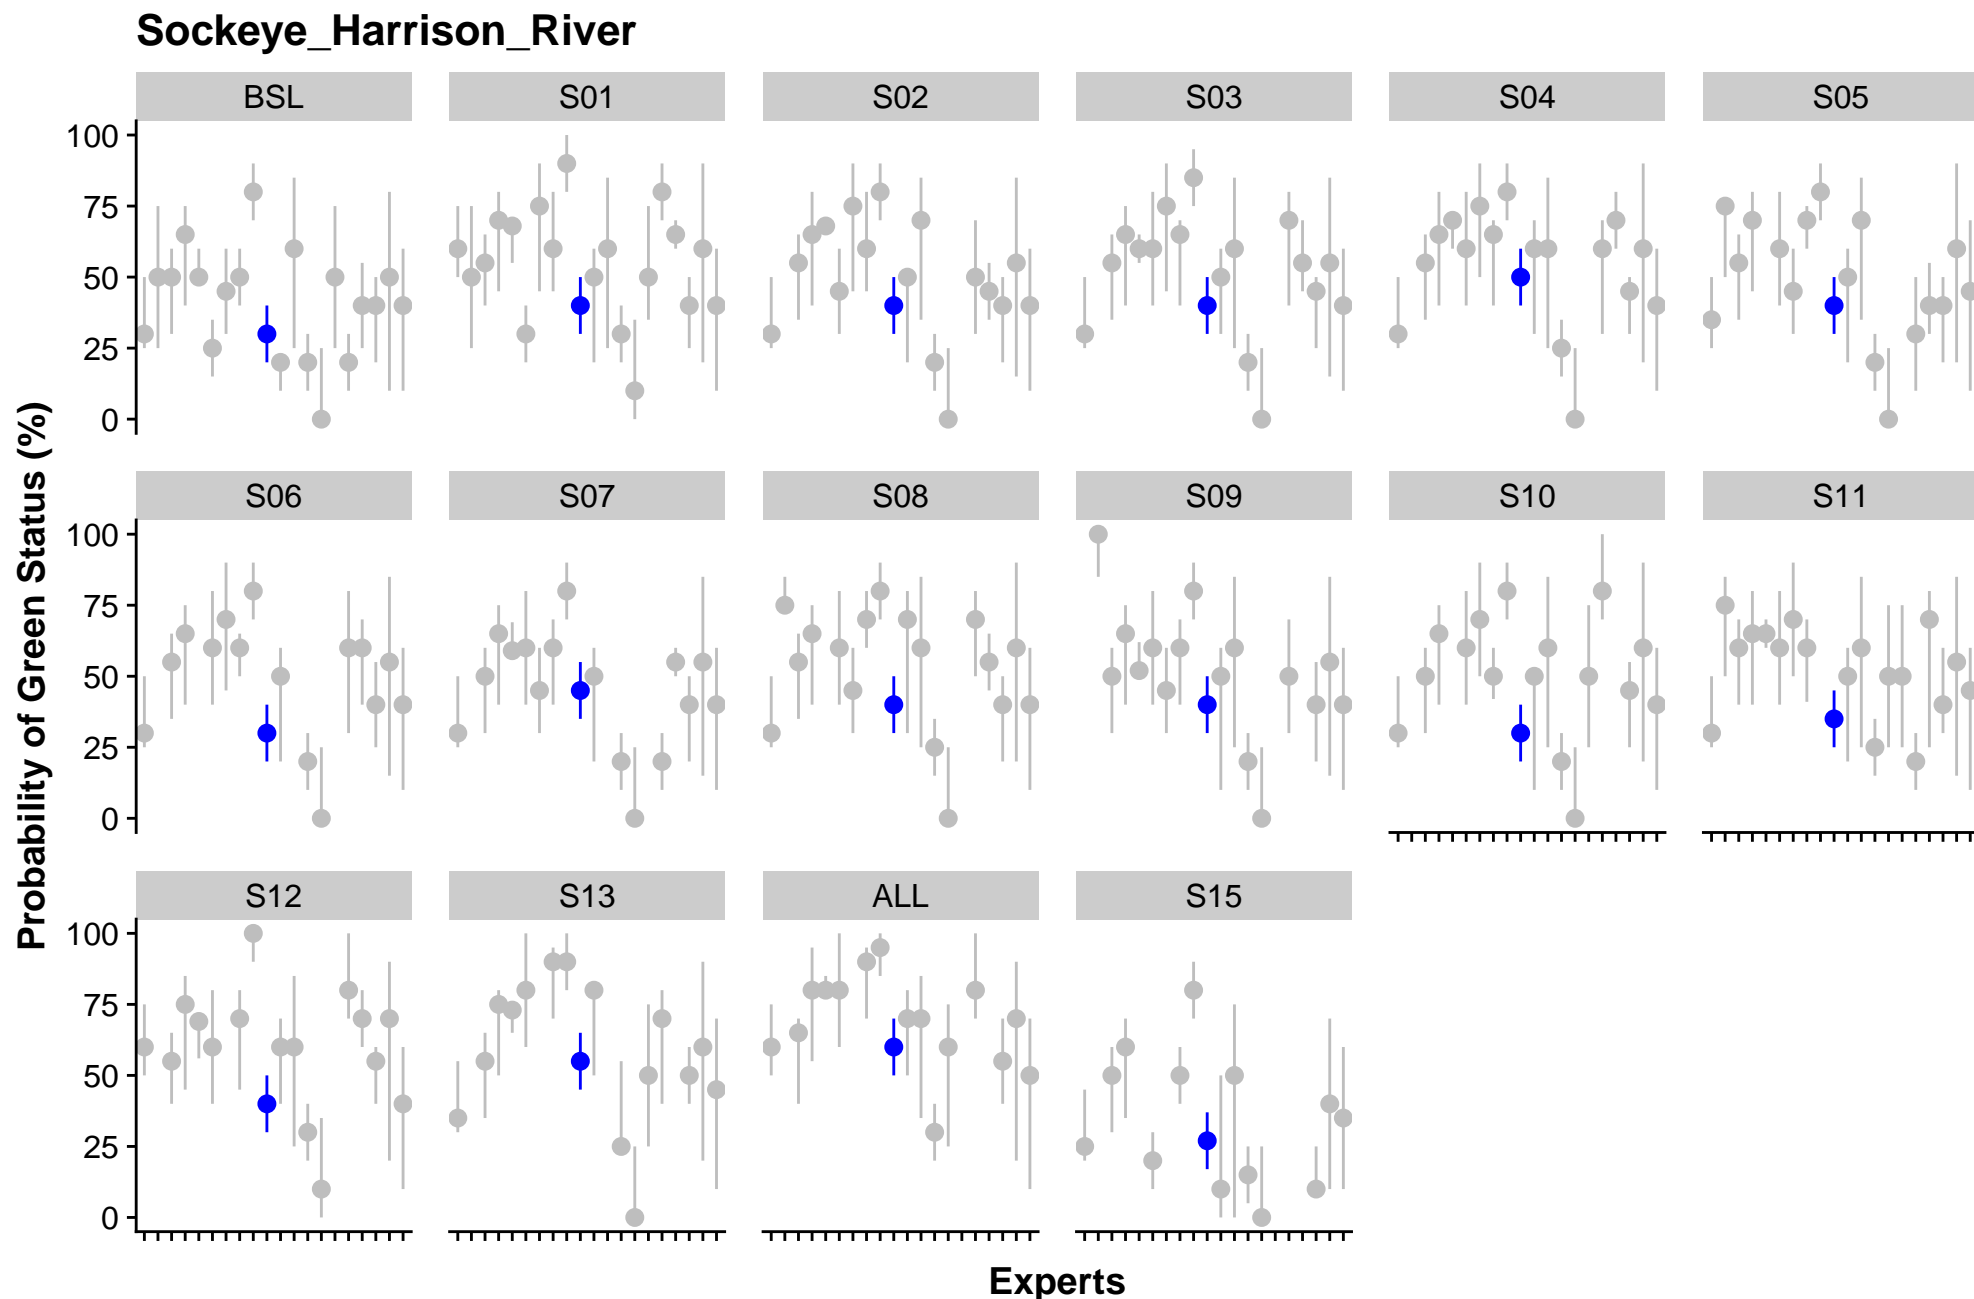 Sockeye_Harrison_River
BSL S01 S02 S03 S04 S05
100
75
50
25
0
S06 S07 S08 S09 S10 S11
100
75
50
25
0
S12 S13 ALL S15
100
75
50
25
0
Probability of Green Status (%)
Experts